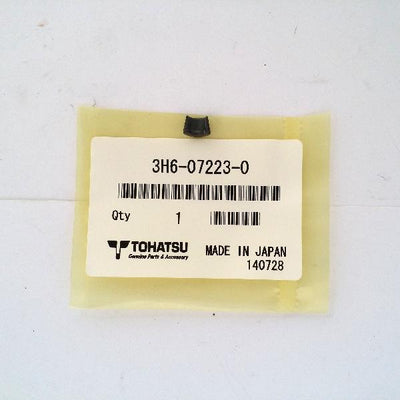 3H6-07223-0
Qty 1
TOHATSU
Genuine Parts & Accessory
MADE IN JAPAN
140728